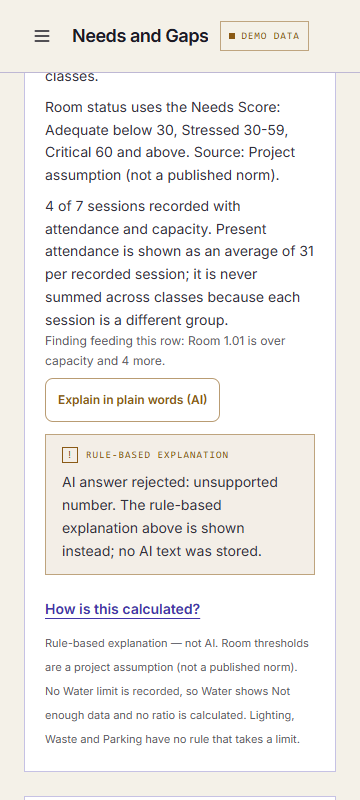 Needs and Gaps
DEMO DATA
classes.
Room status uses the Needs Score:
Adequate below 30, Stressed 30-59,
Critical 60 and above. Source: Project
assumption (not a published norm).
4 of 7 sessions recorded with
attendance and capacity. Present
attendance is shown as an average of 31
per recorded session; it is never
summed across classes because each
session is a different group.
Finding feeding this row: Room 1.01 is over
capacity and 4 more.
Explain in plain words (AI)
! RULE-BASED EXPLANATION
AI answer rejected: unsupported
number. The rule-based
explanation above is shown
instead; no AI text was stored.
How is this calculated?
Rule-based explanation — not AI. Room thresholds
are a project assumption (not a published norm).
No Water limit is recorded, so Water shows Not
enough data and no ratio is calculated. Lighting,
Waste and Parking have no rule that takes a limit.